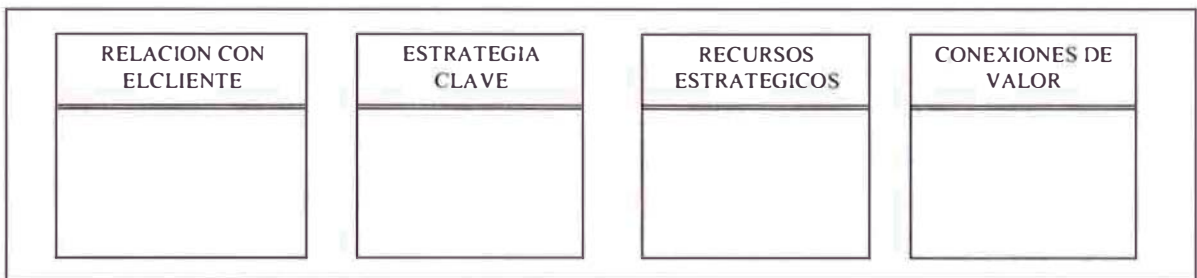 RELACION CON
ELCLIENTE
ESTRATEGIA
CLAVE
RECURSOS
ESTRATEGICOS
CONEXIONES DE
VALOR